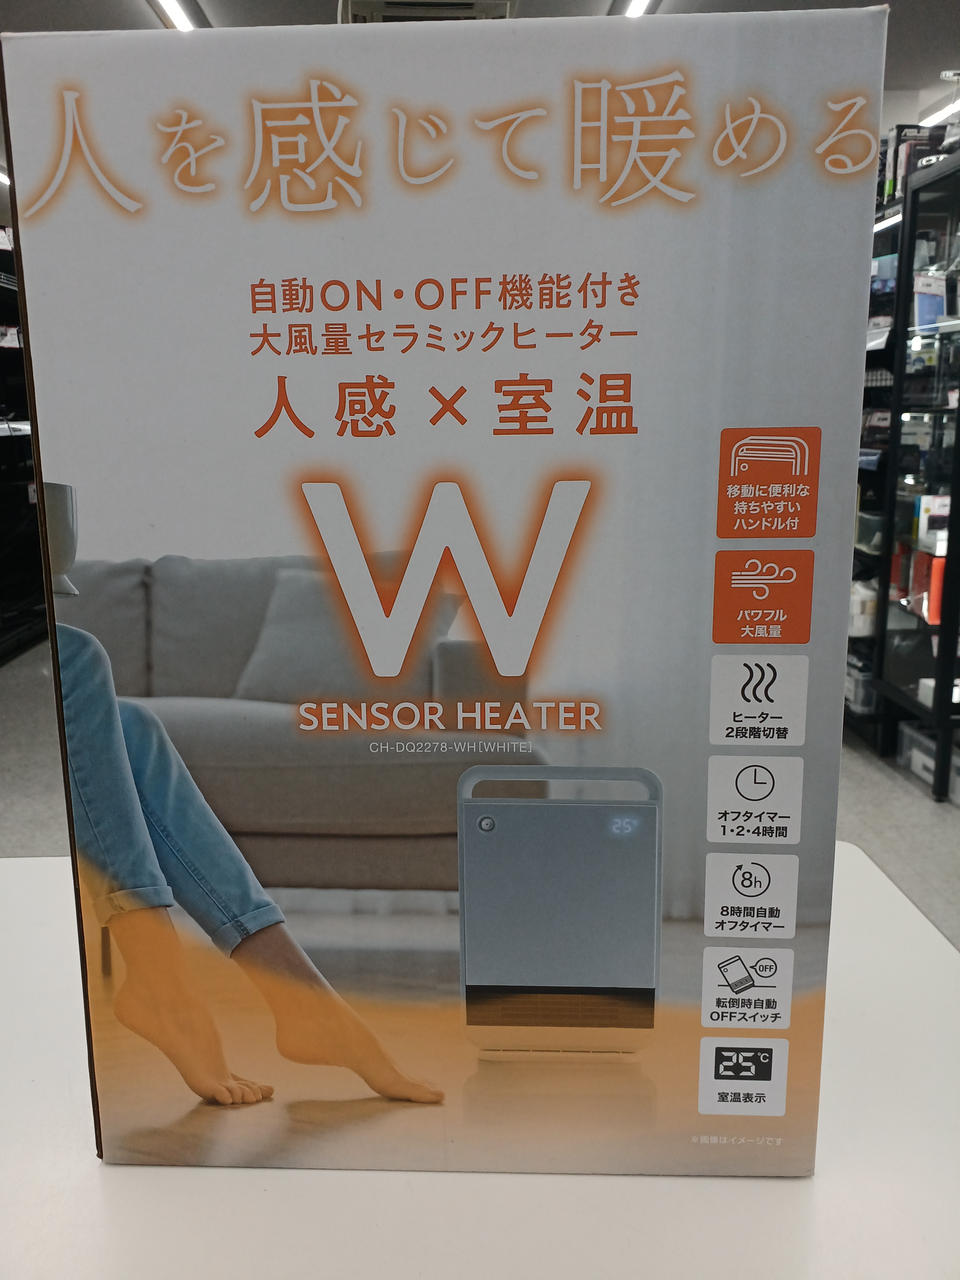 人を感じて暖める
自動ON・OFF機能付き
大風量セラミックヒーター
人感×室温
W
SENSOR HEATER
CH-DQ2278-WH[WHITE]
25℃
移動に便利な
持ちやすい
ハンドル付
パワフル
大風量
ヒーター
2段階切替
オフタイマー
1・2・4時間
8h
8時間自動
オフタイマー
OFF
転倒時自動
OFFスイッチ
25℃
室温表示
※画像はイメージです